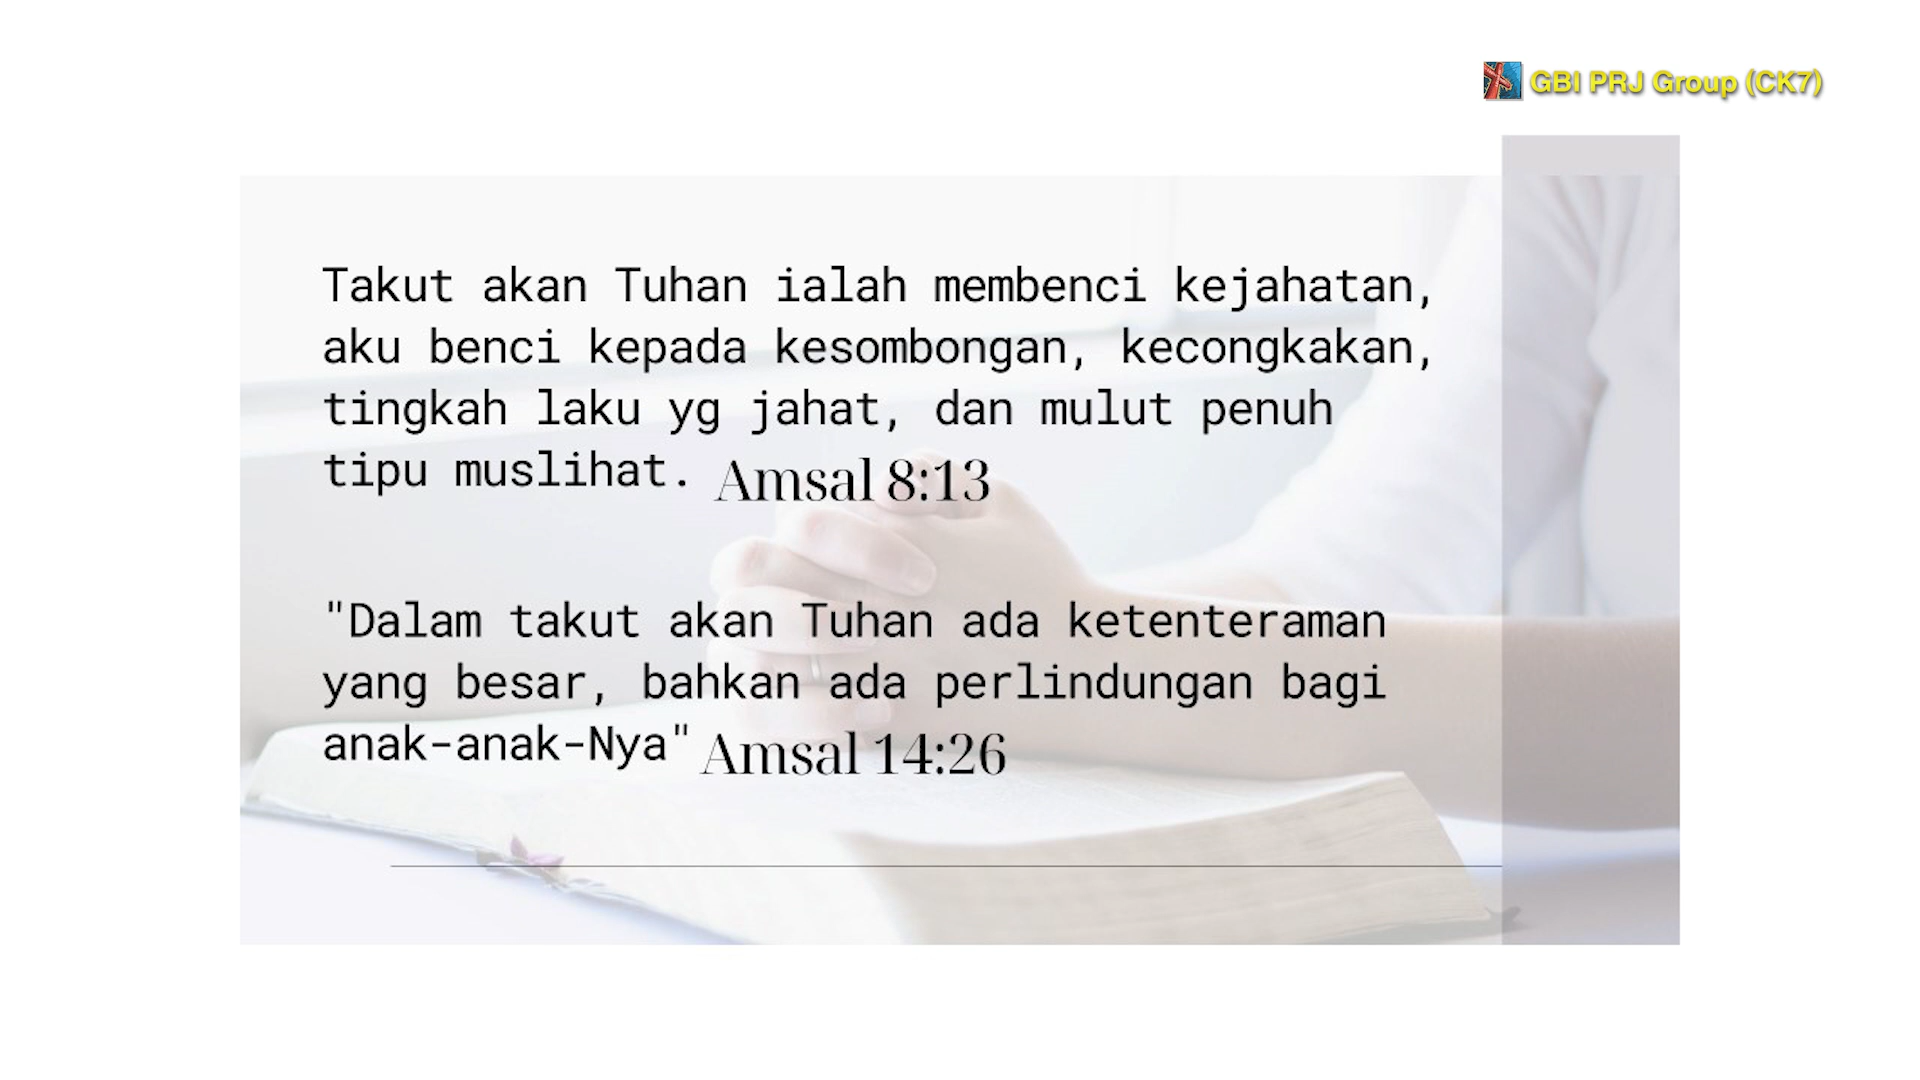 GBI PRJ Group (CK7)
Takut akan Tuhan ialah membenci kejahatan,
aku benci kepada kesombongan, kecongkakan,
tingkah laku yg jahat, dan mulut penuh
tipu muslihat. Amsal 8:13
"Dalam takut akan Tuhan ada ketenteraman
yang besar, bahkan ada perlindungan bagi
anak-anak-Nya" Amsal 14:26